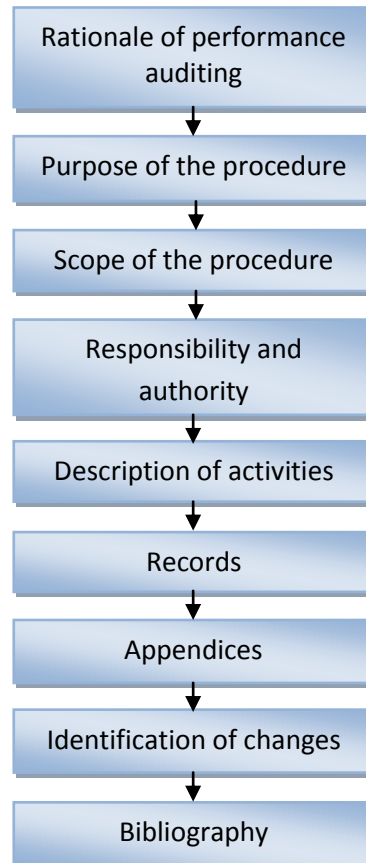 Rationale of performance
auditing
Purpose of the procedure
Scope of the procedure
Responsibility and
authority
Description of activities
Records
Appendices
Identification of changes
Bibliography